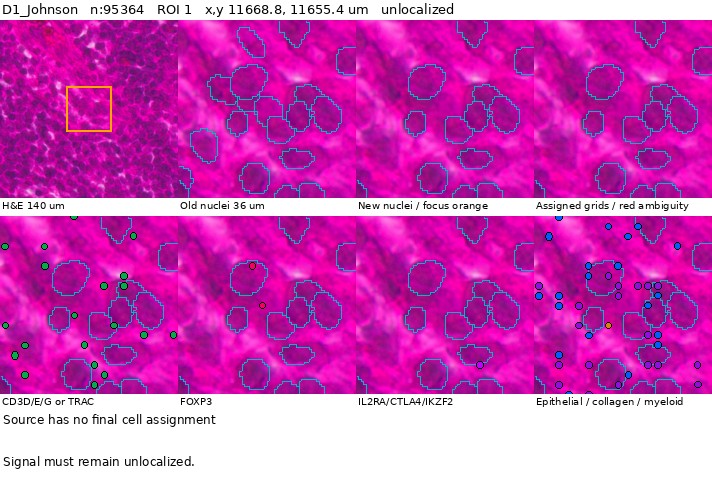 D1_Johnson n:95364 ROI 1 x,y 11668.8, 11655.4 um unlocalized
H&E 140 um
Old nuclei 36 um
New nuclei / focus orange
Assigned grids / red ambiguity
CD3D/E/G or TRAC
FOXP3
IL2RA/CTLA4/IKZF2
Epithelial / collagen / myeloid
Source has no final cell assignment
Signal must remain unlocalized.